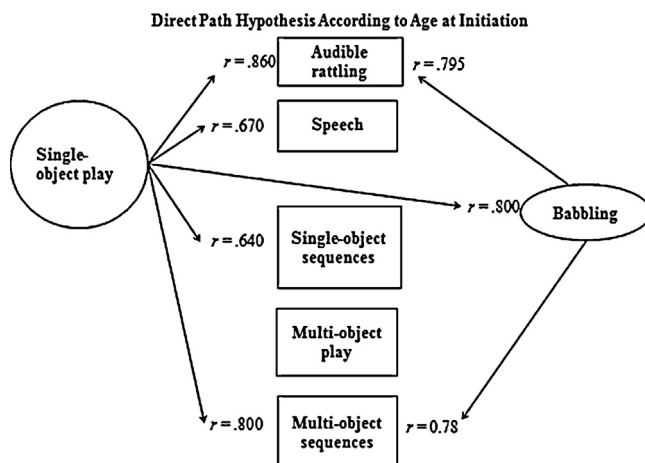 Direct Path Hypothesis According to Age at Initiation
r = .860
Audible
rattling
r = .795
r = .670
Speech
Single-
object play
r = .800
Babbling
r = .640
Single-object
sequences
Multi-object
play
r = .800
Multi-object
sequences
r = 0.78